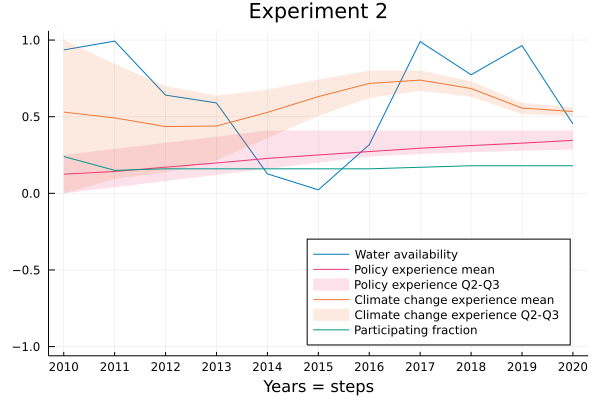 Experiment 2
1.0
0.5
0.0
−0.5
−1.0
Water availability
Policy experience mean
Policy experience Q2-Q3
Climate change experience mean
Climate change experience Q2-Q3
Participating fraction
2010 2011 2012 2013 2014 2015 2016 2017 2018 2019 2020
Years = steps